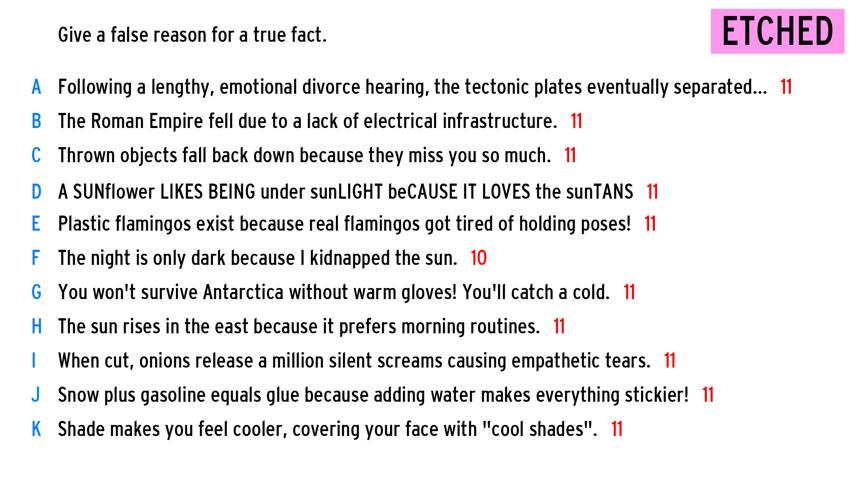 Give a false reason for a true fact.
ETCHED
A Following a lengthy, emotional divorce hearing, the tectonic plates eventually separated... 11
B The Roman Empire fell due to a lack of electrical infrastructure. 11
C Thrown objects fall back down because they miss you so much. 11
D A SUNflower LIKES BEING under sunLIGHT beCAUSE IT LOVES the sunTANS 11
E Plastic flamingos exist because real flamingos got tired of holding poses! 11
F The night is only dark because I kidnapped the sun. 10
G You won't survive Antarctica without warm gloves! You'll catch a cold. 11
H The sun rises in the east because it prefers morning routines. 11
I When cut, onions release a million silent screams causing empathetic tears. 11
J Snow plus gasoline equals glue because adding water makes everything stickier! 11
K Shade makes you feel cooler, covering your face with "cool shades". 11